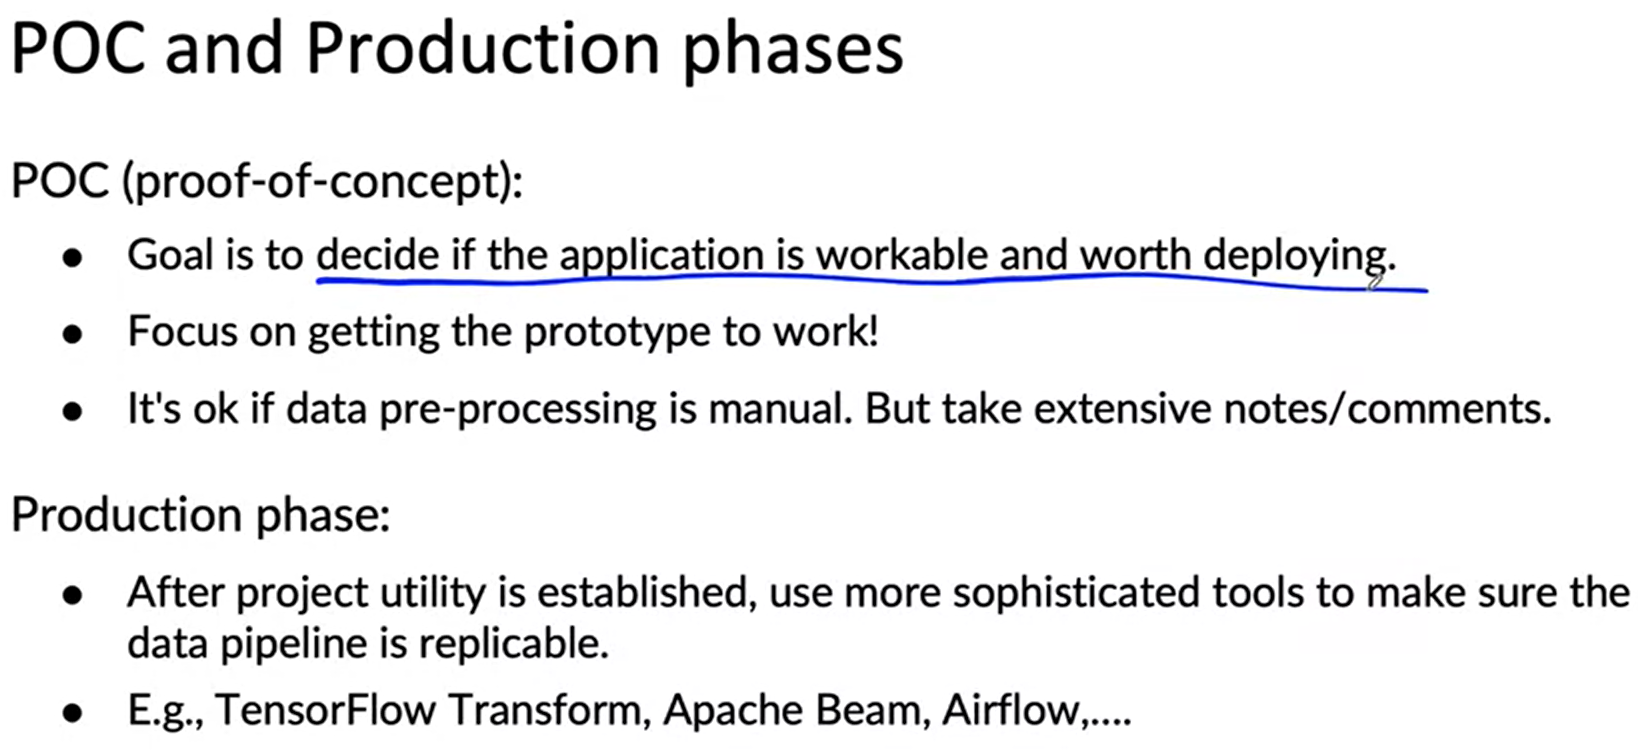 POC and Production phases
POC (proof-of-concept):
● Goal is to decide if the application is workable and worth deploying.
● Focus on getting the prototype to work!
● It's ok if data pre-processing is manual. But take extensive notes/comments.
Production phase:
● After project utility is established, use more sophisticated tools to make sure the
data pipeline is replicable.
● E.g., TensorFlow Transform, Apache Beam, Airflow,....